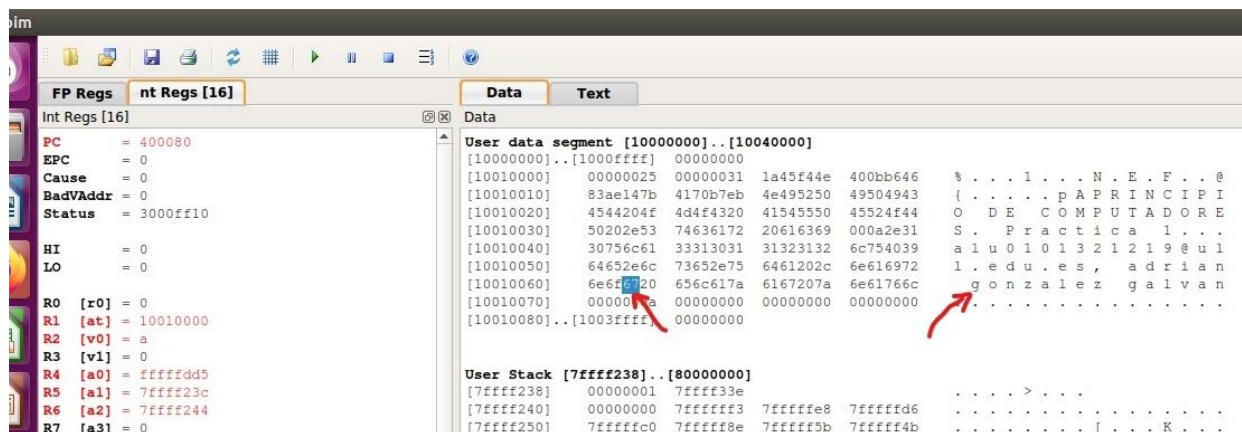 pim
FP Regs nt Regs [16] Data Text
Int Regs [16] Data
PC = 400080
EPC = 0
Cause = 0
BadVAddr = 0
Status = 3000ff10
HI = 0
LO = 0
R0 [r0] = 0
R1 [at] = 10010000
R2 [v0] = a
R3 [v1] = 0
R4 [a0] = fffffdd5
R5 [a1] = 7ffff23c
R6 [a2] = 7ffff244
R7 [a3] = 0
User data segment [10000000]..[10040000]
[10000000]..[1000ffff] 00000000
[10010000] 00000025 00000031 1a45f44e 400bb646 % . . . 1 . . . N . E . F . . @
[10010010] 83ae147b 4170b7eb 4e495250 49504943 { . . . . . p A P R I N C I P I
[10010020] 4544204f 4d4f4320 41545550 45524f44 O D E C O M P U T A D O R E
[10010030] 50202e53 74636172 20616369 000a2e31 S . P r a c t i c a 1 . . .
[10010040] 30756c61 33313031 31323132 6c754039 a l u 0 1 0 1 3 2 1 2 1 9 @ u l
[10010050] 64652e6c 73652e75 6461202c 6e616972 l . e d u . e s , a d r i a n
[10010060] 6e6f6720 656c617a 6167207a 6e61766c g o n z a l e z g a l v a n
[10010070] 00000 a 00000000 00000000 00000000 . . . . . . . . . . . . . . .
[10010080]..[1003ffff] 00000000
User Stack [7ffff238]..[80000000]
[7ffff238] 00000001 7ffff33e . . . . > . . .
[7ffff240] 00000000 7ffffff3 7fffffe8 7fffffd6 . . . . . . . . . . . . . . . .
[7ffff250] 7fffffc0 7fffff8e 7fffff5b 7fffff4b . . . . . . . . [ . . . K . . .